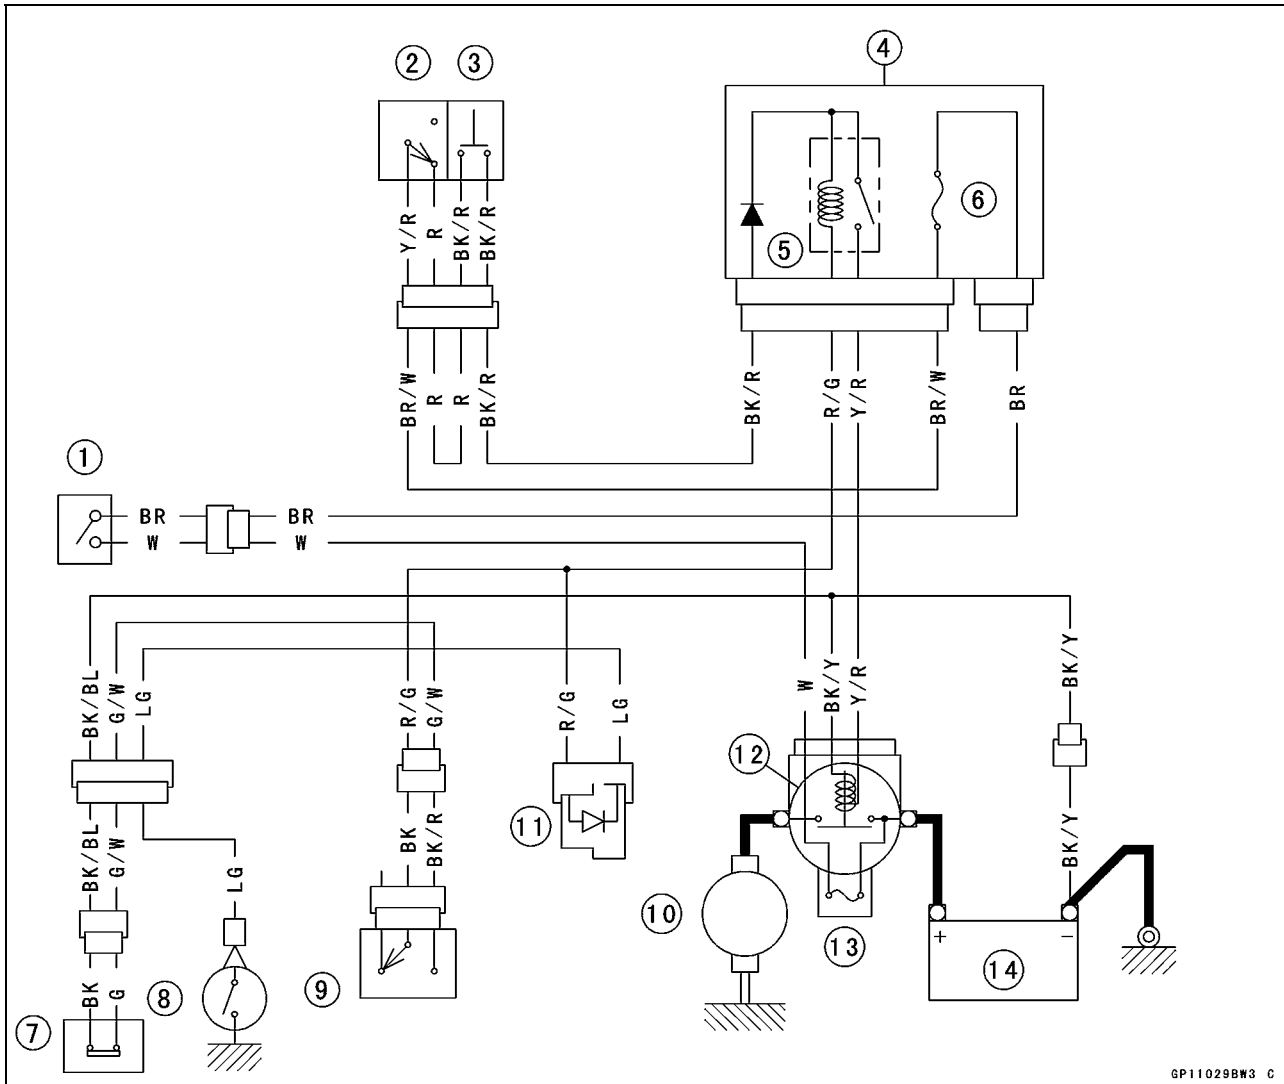 4
2 3
6
5
Y/R R BK/R BK/R
BR/W R R BK/R BK/R R/G Y/R BR/W BR
1
BR BR
W W
BK/BL G/W LG R/G G/W R/G LG W BK/Y Y/R BK/Y
12
11
BK/BL G/W LG BK BK/R BK/Y
10
13
+ −
14
BK G
8
9
7
GP11029BW3 C